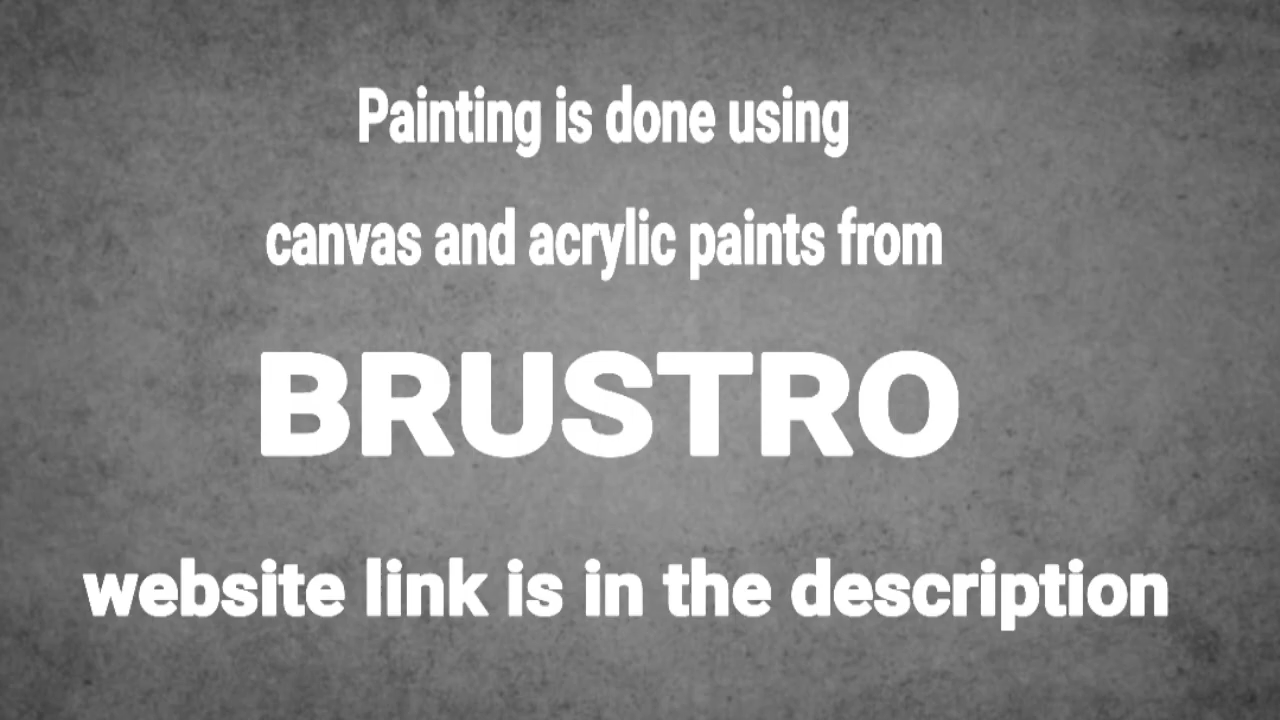 Painting is done using
canvas and acrylic paints from
BRUSTRO
website link is in the description